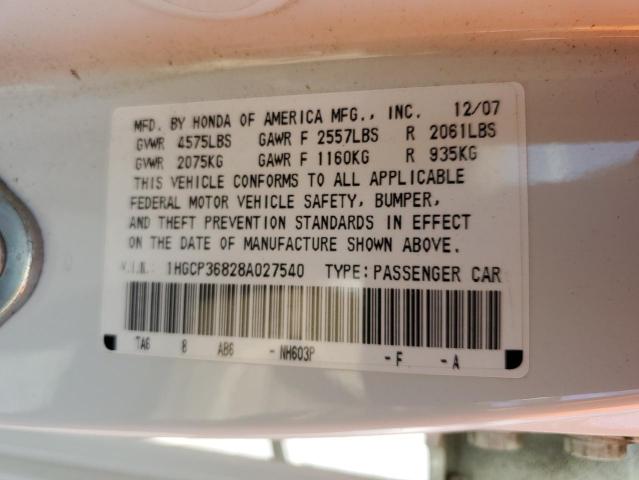 MFD. BY HONDA OF AMERICA MFG., INC. 12/07
GVWR 4575LBS GAWR F 2557LBS R 2061LBS
GVWR 2075KG GAWR F 1160KG R 935KG
THIS VEHICLE CONFORMS TO ALL APPLICABLE
FEDERAL MOTOR VEHICLE SAFETY, BUMPER,
AND THEFT PREVENTION STANDARDS IN EFFECT
ON THE DATE OF MANUFACTURE SHOWN ABOVE.
V.I.N.: 1HGCP36828A027540 TYPE:PASSENGER CAR
TA6 8 AB6 -NH603P -F -A